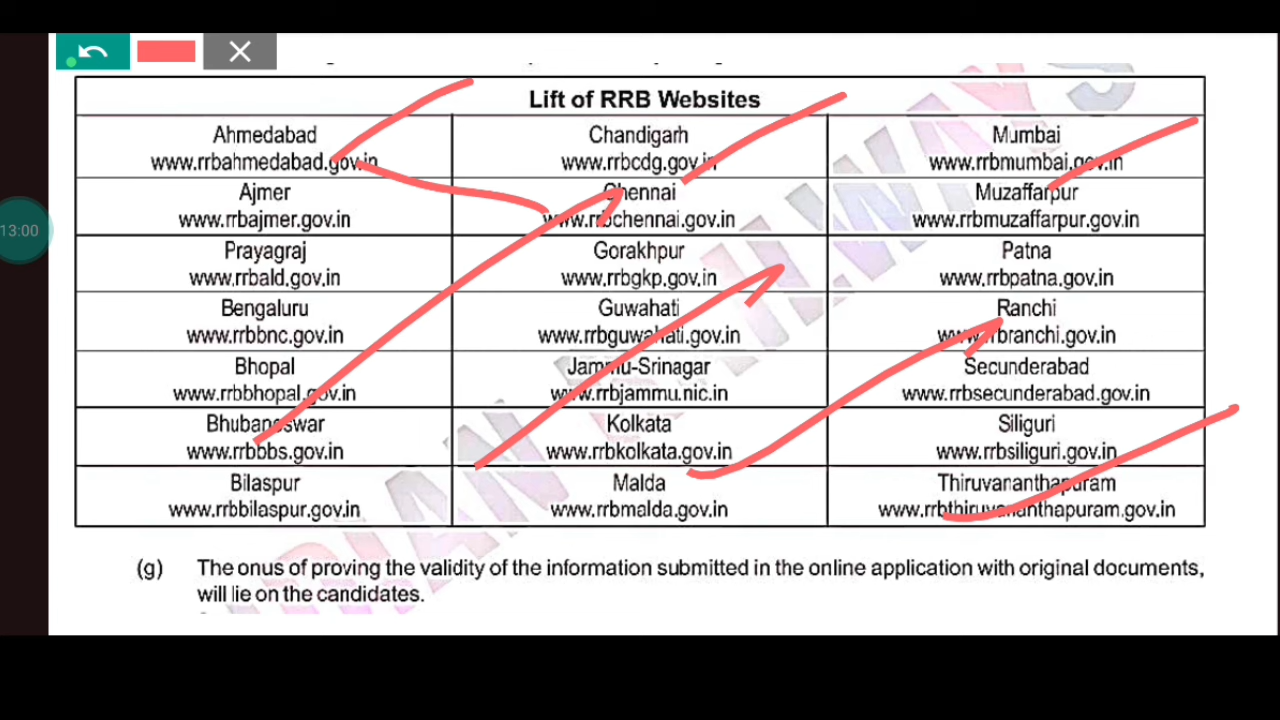 13:00
Lift of RRB Websites
Ahmedabad
www.rrbahmedabad.gov.in
Chandigarh
www.rrbcdg.gov.in
Mumbai
www.rrbmumbai.gov.in
Ajmer
www.rrbajmer.gov.in
Chennai
www.rrbchennai.gov.in
Muzaffarpur
www.rrbmuzaffarpur.gov.in
Prayagraj
www.rrbald.gov.in
Gorakhpur
www.rrbgkp.gov.in
Patna
www.rrbpatna.gov.in
Bengaluru
www.rrbbnc.gov.in
Guwahati
www.rrbguwahati.gov.in
Ranchi
www.rrbranchi.gov.in
Bhopal
www.rrbbhopal.gov.in
Jammu-Srinagar
www.rrbjammu.nic.in
Secunderabad
www.rrbsecunderabad.gov.in
Bhubaneswar
www.rrbbbs.gov.in
Kolkata
www.rrbkolkata.gov.in
Siliguri
www.rrbsiliguri.gov.in
Bilaspur
www.rrbbilaspur.gov.in
Malda
www.rrbmalda.gov.in
Thiruvananthapuram
www.rrbthiruvananthapuram.gov.in
(g) The onus of proving the validity of the information submitted in the online application with original documents,
will lie on the candidates.